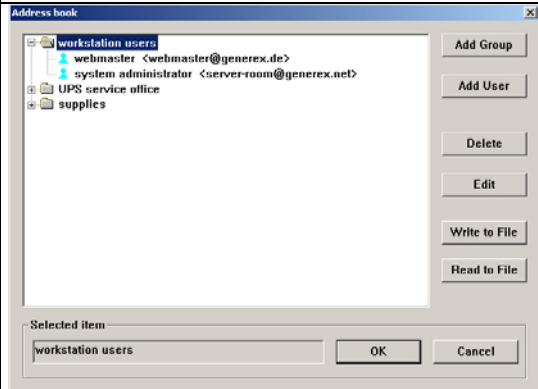 Address book
workstation users
webmaster <webmaster@generex.de>
system administrator <server-room@generex.net>
UPS service office
supplies
Add Group
Add User
Delete
Edit
Write to File
Read to File
Selected item
workstation users
OK
Cancel